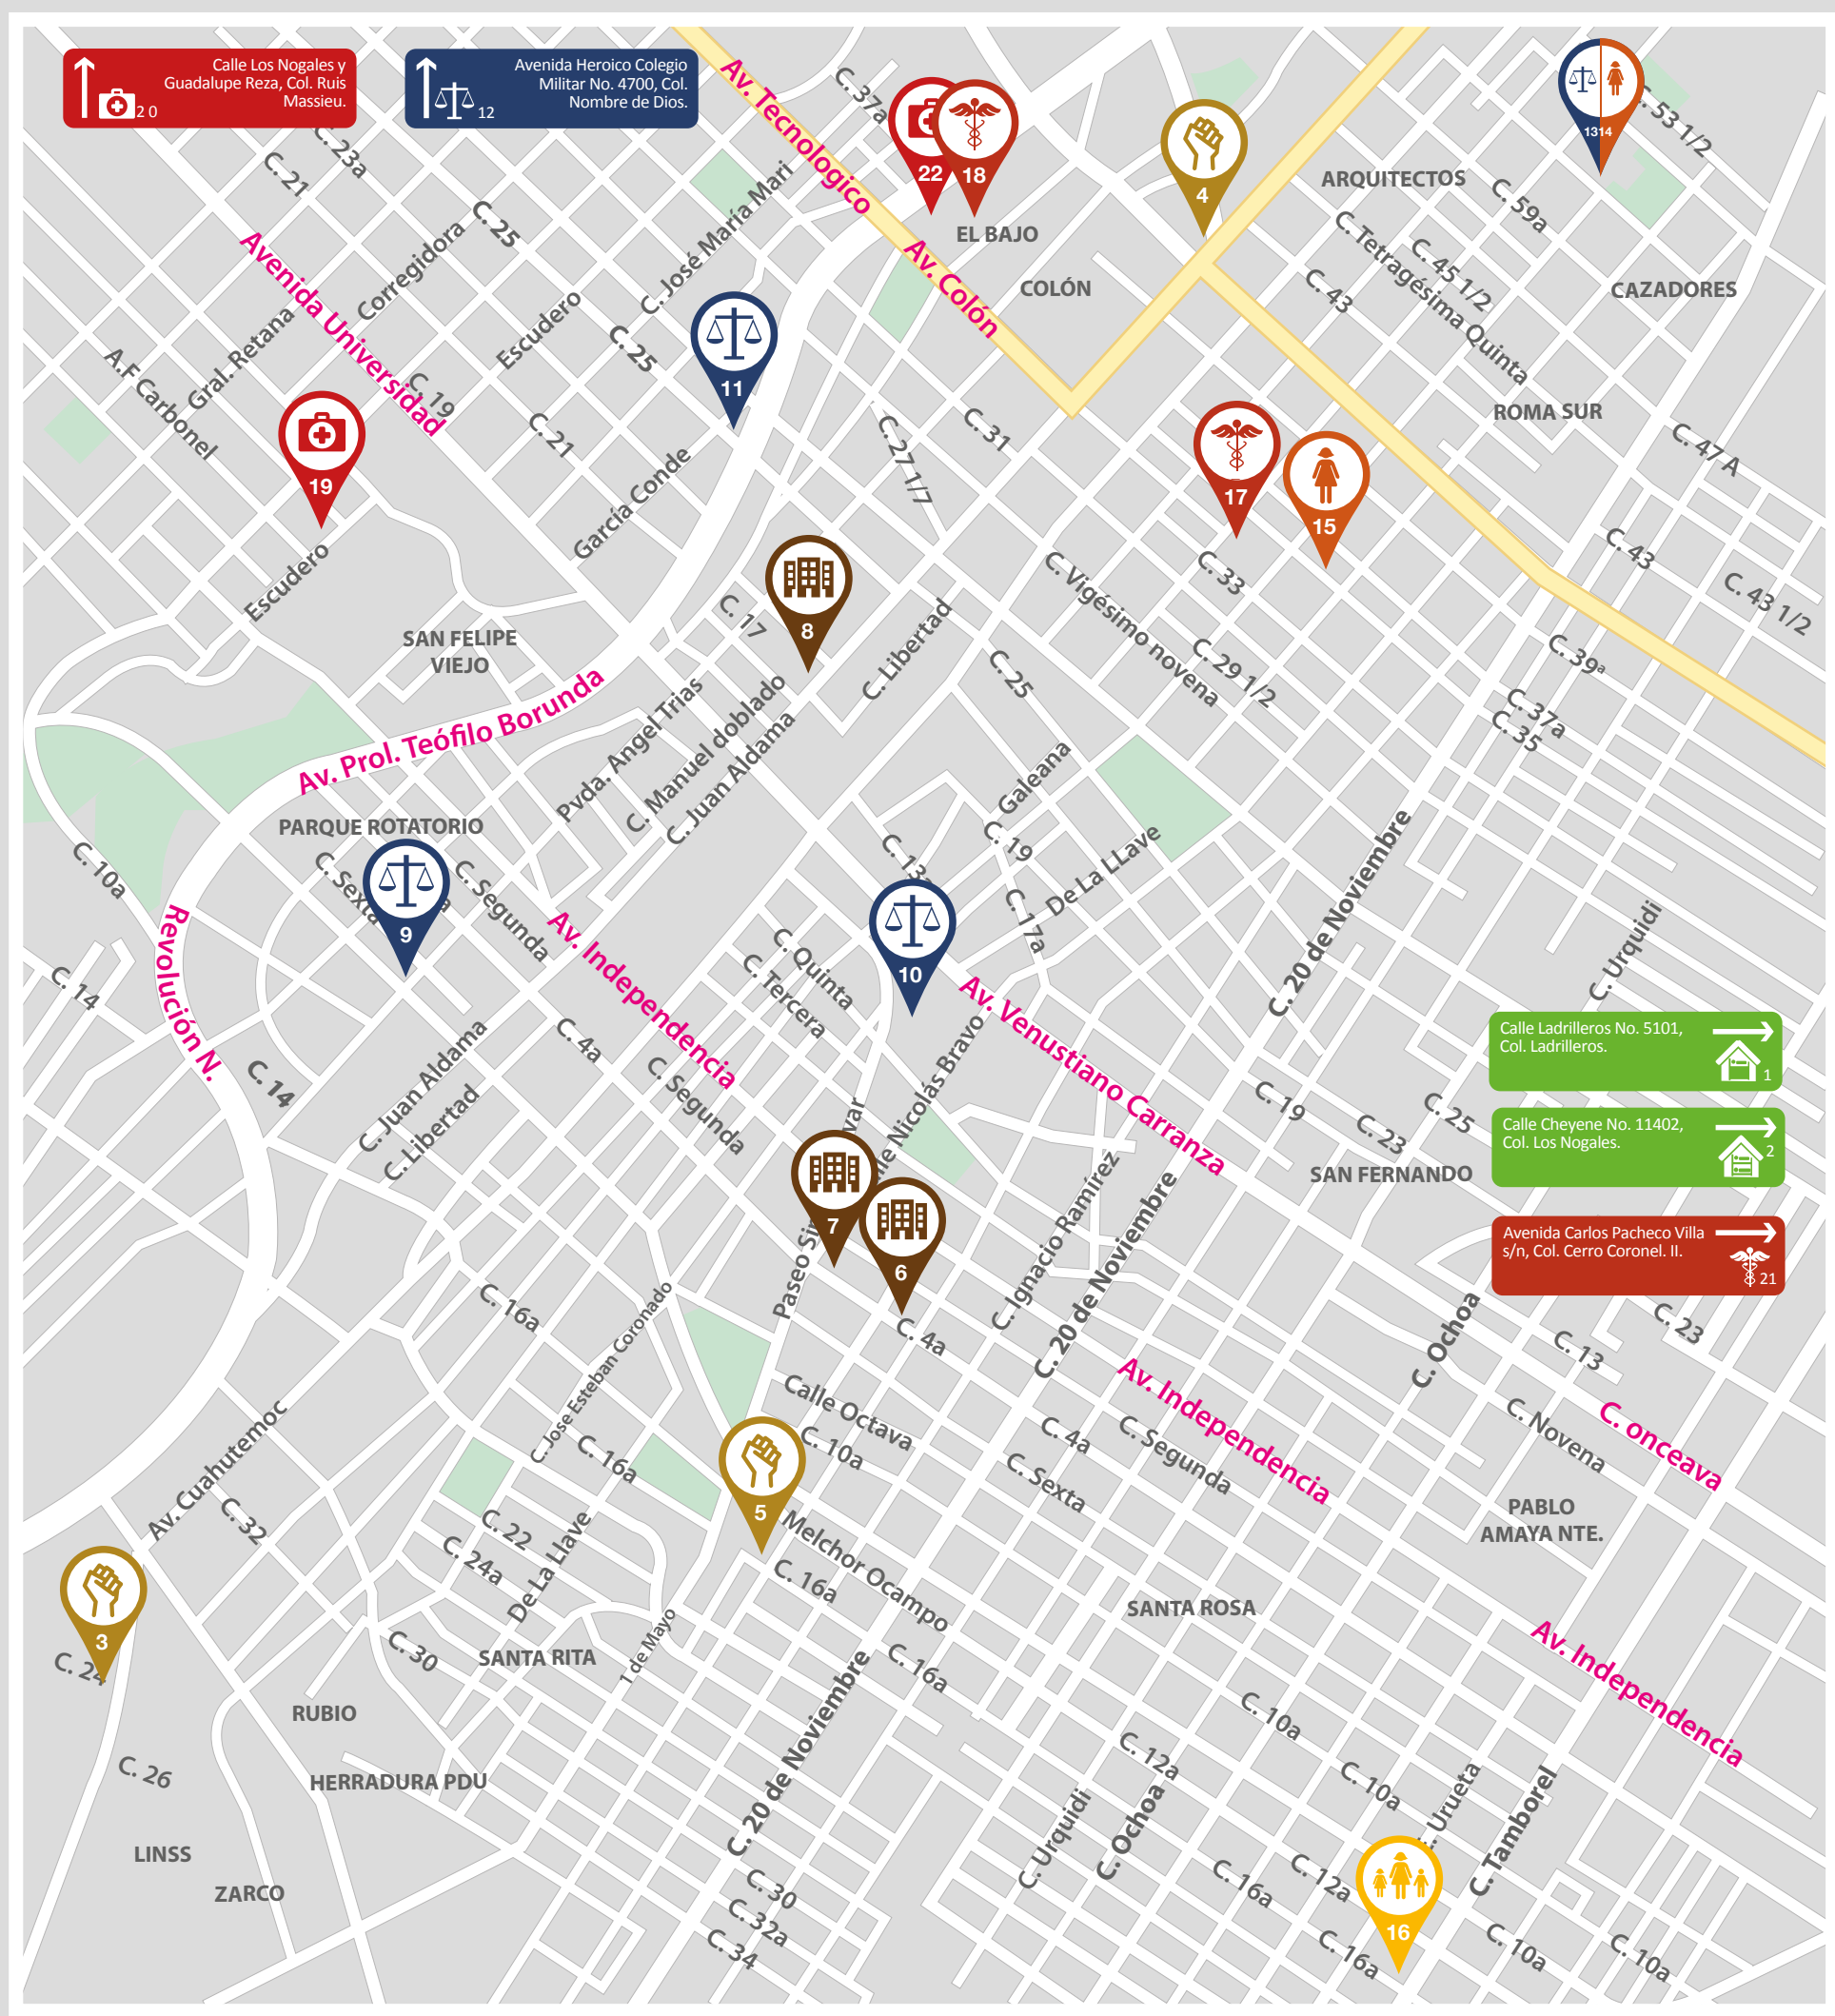 Calle Los Nogales y
Guadalupe Reza, Col. Ruis
Massieu.
2 0
Avenida Heroico Colegio
Militar No. 4700, Col.
Nombre de Dios.
12
Av. Tecnologico
C. 37a
22
18
4
1314
C. 53 1/2
C. 23a
C. 21
C. 25
Corregidora
C. José María Mari
EL BAJO
ARQUITECTOS
C. 59a
C. Tetragésima Quinta
C. 45 1/2
Avenida Universidad
Av. Colón
COLÓN
C. 43
CAZADORES
Gral. Retana
Escudero
C. 25
11
A.F Carbonel
C. 19
C. 21
C. 27 1/7
C. 31
ROMA SUR
C. 47 A
19
García Conde
17
15
C. 43
C. 43 1/2
Escudero
C. 17
8
C. Libertad
C. Vigésimo novena
C. 33
C. 29 1/2
C. 39ª
SAN FELIPE
VIEJO
C. 25
C. 37a
C. 35
Av. Prol. Teófilo Borunda
Pvda. Angel Trias
C. Manuel doblado
C. Juan Aldama
Galeana
PARQUE ROTATORIO
C. 10a
C. Sexta
9
C. Segunda
C. 13a
C. 19
De La LLave
C. 17a
C. 20 de Noviembre
C. Urquidi
Revolución N.
Av. Independencia
C. Quinta
C. Tercera
10
Av. Venustiano Carranza
C. 14
C. 14
C. Juan Aldama
C. Libertad
C. 4a
C. Segunda
Nicolás Bravo
Calle Ladrilleros No. 5101,
Col. Ladrilleros.
1
C. 19
C. 23
C. 25
Calle Cheyene No. 11402,
Col. Los Nogales.
2
SAN FERNANDO
7
6
Paseo
C. Ignacio Ramírez
C. 20 de Noviembre
Avenida Carlos Pacheco Villa
s/n, Col. Cerro Coronel. II.
21
C. 16a
C. Jose Esteban Coronado
C. 4a
C. Ochoa
C. 13
C. 23
Av. Independencia
Calle Octava
C. 10a
C. 16a
C. 4a
C. Segunda
C. Sexta
C. Novena
C. onceava
Av. Cuahutemoc
C. 32
5
PABLO
AMAYA NTE.
C. 22
C. 24a
De La Llave
Melchor Ocampo
C. 16a
3
C. 24
C. 30
SANTA RITA
1 de Mayo
C. 16a
SANTA ROSA
Av. Independencia
RUBIO
C. 20 de Noviembre
C. 10a
C. 12a
C. 26
HERRADURA PDU
C. 10a
Urueta
C. Tamborel
C. Urquidi
C. Ochoa
LINSS
ZARCO
C. 30
C. 32a
C. 34
C. 16a
C. 12a
16
C. 16a
C. 10a
C. 10a